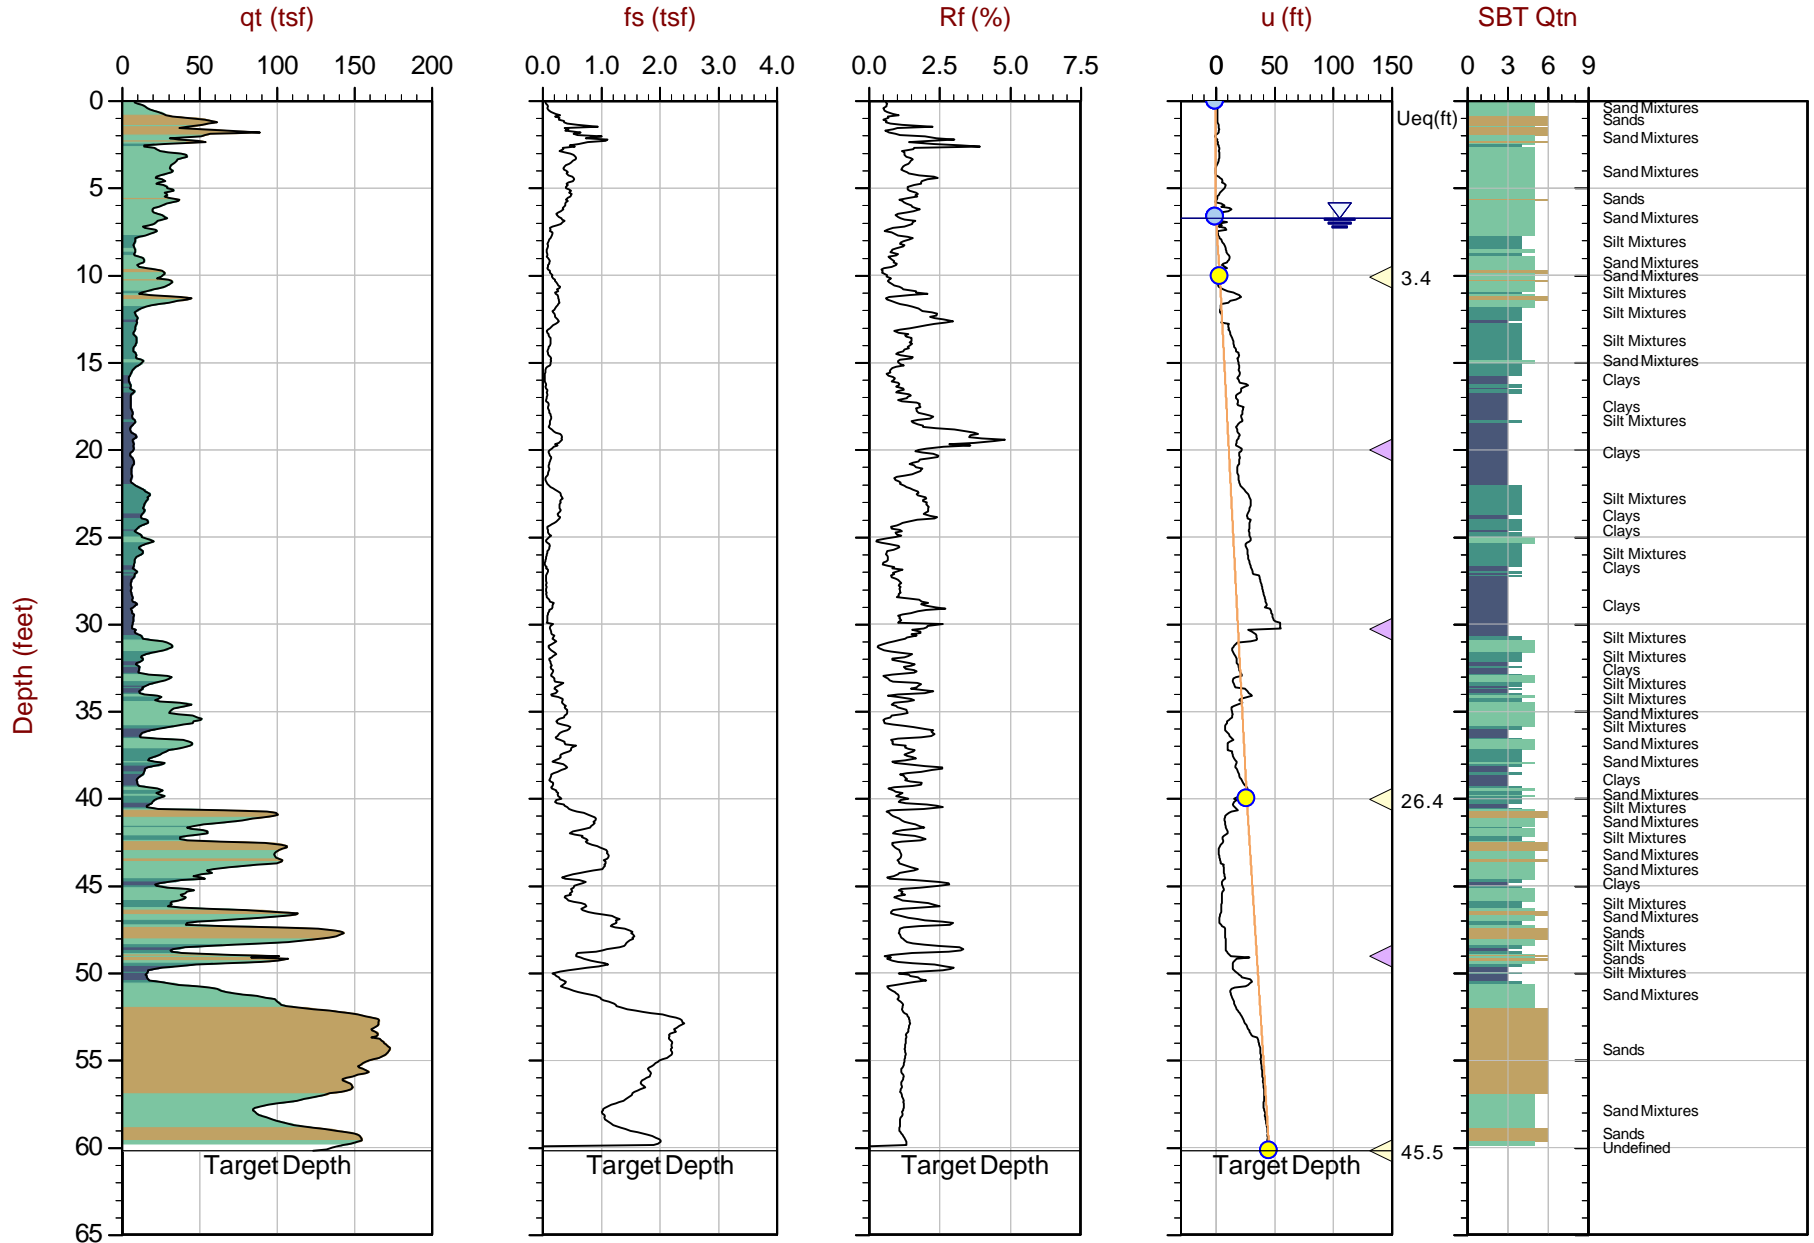 qt (tsf) fs (tsf) Rf (%) u (ft) SBT Qtn
0 50 100 150 200 0.0 1.0 2.0 3.0 4.0 0.0 2.5 5.0 7.5 0 50 100 150 0 3 6 9
0
Sand Mixtures
Ueq(ft)
Sands
Sand Mixtures
Sand Mixtures
5
Sands
Sand Mixtures
Silt Mixtures
Sand Mixtures
10
3.4
Sand Mixtures
Silt Mixtures
Silt Mixtures
Silt Mixtures
15
Sand Mixtures
Clays
Clays
Silt Mixtures
20
Clays
Silt Mixtures
Clays
25
Clays
Silt Mixtures
Clays
Clays
30
Silt Mixtures
Silt Mixtures
Clays
Silt Mixtures
Silt Mixtures
35
Sand Mixtures
Silt Mixtures
Sand Mixtures
Sand Mixtures
Clays
40
26.4
Sand Mixtures
Silt Mixtures
Sand Mixtures
Silt Mixtures
Sand Mixtures
Sand Mixtures
45
Clays
Silt Mixtures
Sand Mixtures
Sands
Silt Mixtures
Sands
50
Silt Mixtures
Sand Mixtures
Sands
55
Sand Mixtures
Sands
60
Undefined
45.5
Target Depth Target Depth Target Depth Target Depth
65
Depth (feet)